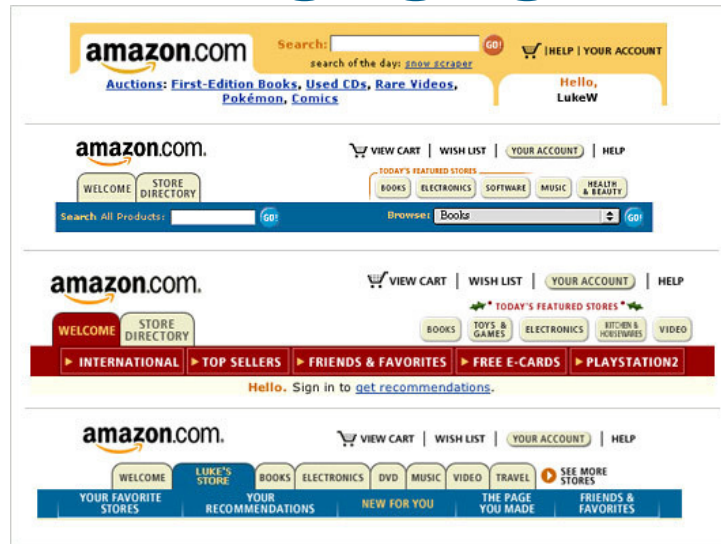 amazon.com
Search: GO!
search of the day: snow scraper
HELP | YOUR ACCOUNT
Auctions: First-Edition Books, Used CDs, Rare Videos,
Pokémon, Comics
Hello,
LukeW
amazon.com.
VIEW CART | WISH LIST | YOUR ACCOUNT | HELP
TODAY'S FEATURED STORES
WELCOME
STORE
DIRECTORY
BOOKS ELECTRONICS SOFTWARE MUSIC
HEALTH
& BEAUTY
Search All Products: GO! Browse: Books GO!
amazon.com.
VIEW CART | WISH LIST | YOUR ACCOUNT | HELP
TODAY'S FEATURED STORES
WELCOME
STORE
DIRECTORY
BOOKS
TOYS &
GAMES
ELECTRONICS
KITCHEN &
HOUSEWARES
VIDEO
INTERNATIONAL TOP SELLERS FRIENDS & FAVORITES FREE E-CARDS PLAYSTATION2
Hello. Sign in to get recommendations.
amazon.com.
VIEW CART | WISH LIST | YOUR ACCOUNT | HELP
WELCOME
LUKE'S
STORE
BOOKS ELECTRONICS DVD MUSIC VIDEO TRAVEL
SEE MORE
STORES
YOUR FAVORITE
STORES
YOUR
RECOMMENDATIONS
NEW FOR YOU
THE PAGE
YOU MADE
FRIENDS &
FAVORITES